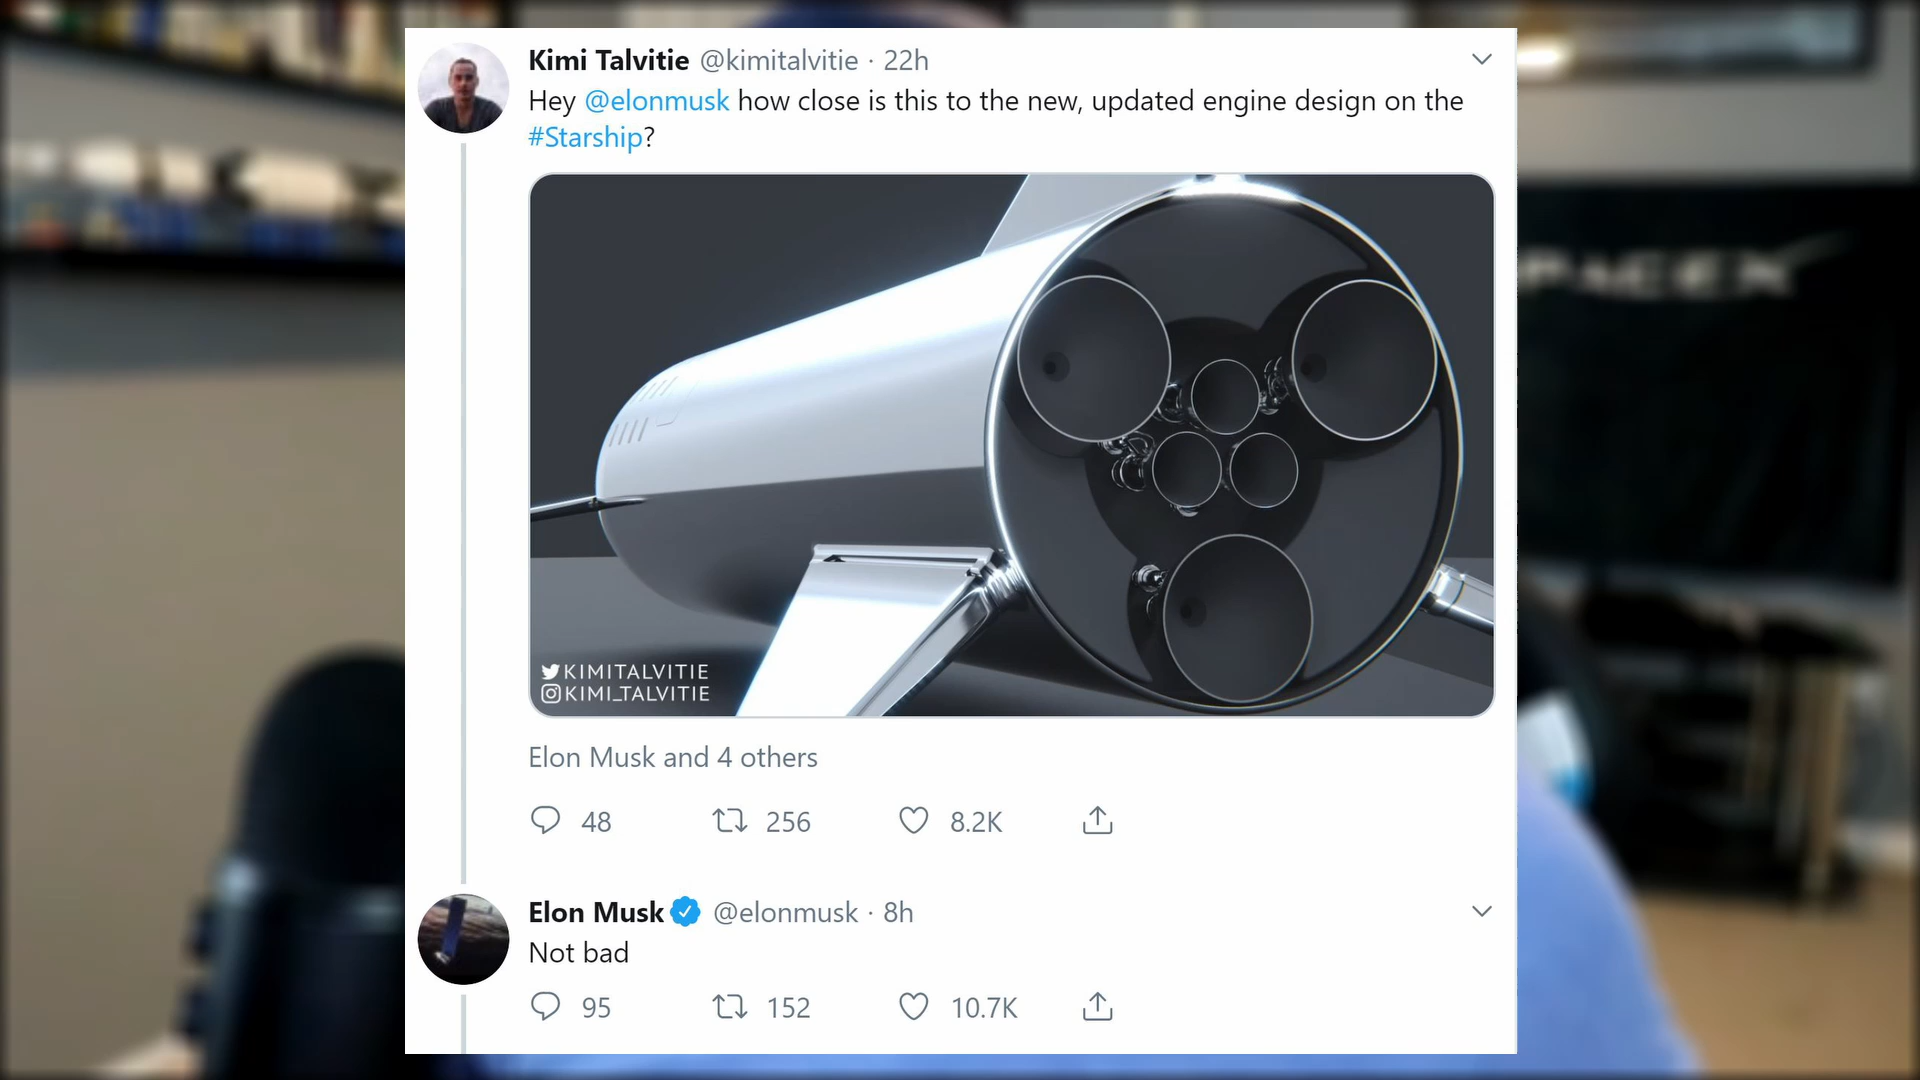 Kimi Talvitie @kimitalvitie · 22h
Hey @elonmusk how close is this to the new, updated engine design on the
#Starship?
KIMITALVITIE
KIMI_TALVITIE
Elon Musk and 4 others
48 256 8.2K
Elon Musk @elonmusk · 8h
Not bad
95 152 10.7K